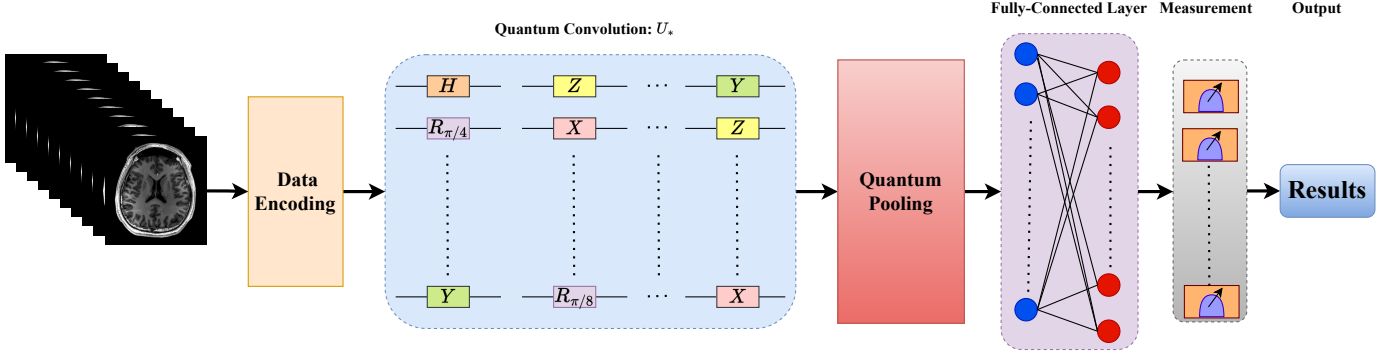 Quantum Convolution: U*
Fully-Connected Layer
Measurement
Output
H
Z
...
Y
R π/4
X
...
Z
Data
Encoding
Quantum
Pooling
Results
Y
R π/8
...
X